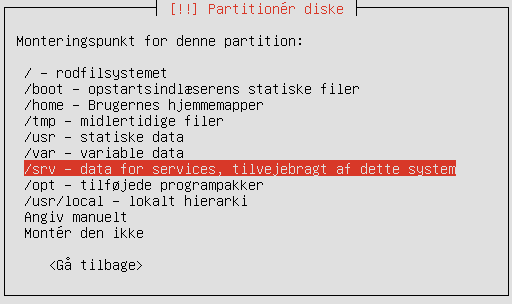 [!!] Partitionér diske
Monteringspunkt for denne partition:
/ - rodfilsystemet
/boot - opstartsindlæserens statiske filer
/home - Brugernes hjemmemapper
/tmp - midlertidige filer
/usr - statiske data
/var - variable data
/srv - data for services, tilvejebragt af dette system
/opt - tilføjede programpakker
/usr/local - lokalt hierarki
Angiv manuelt
Montér den ikke
<Gå tilbage>